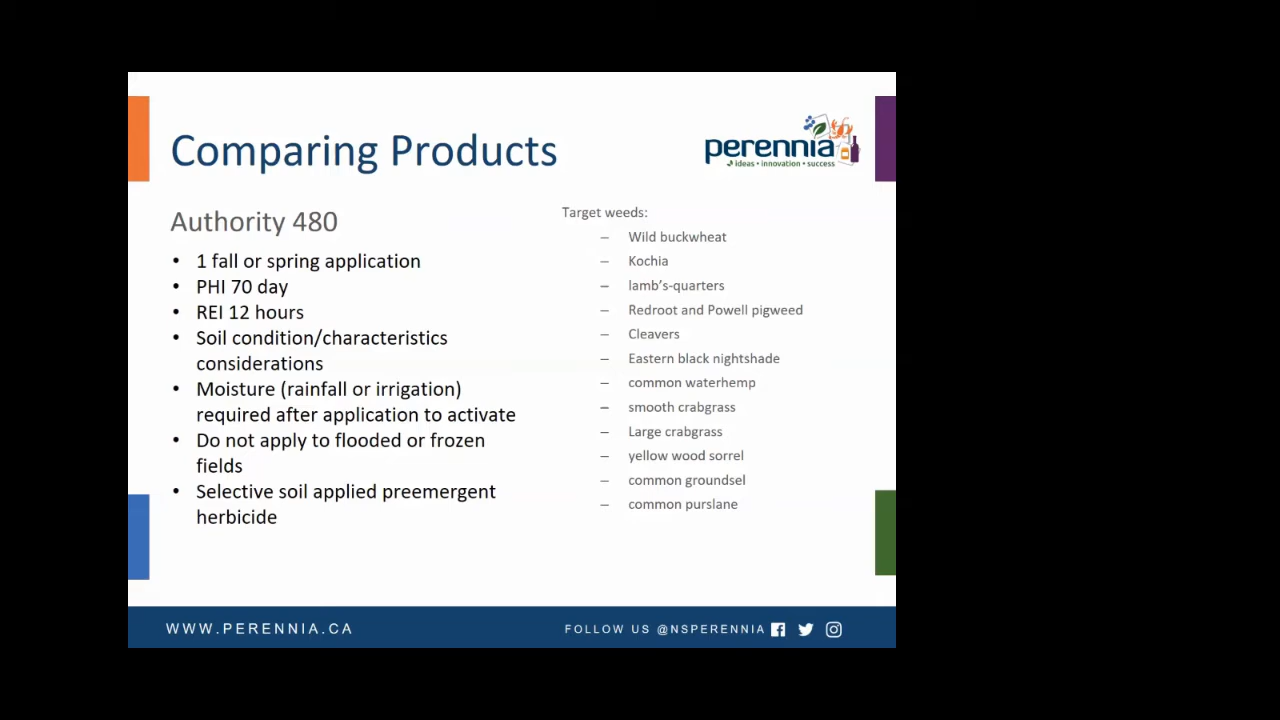 Comparing Products
perennia
ideas • innovation • success
Authority 480
• 1 fall or spring application
• PHI 70 day
• REI 12 hours
• Soil condition/characteristics
considerations
• Moisture (rainfall or irrigation)
required after application to activate
• Do not apply to flooded or frozen
fields
• Selective soil applied preemergent
herbicide
Target weeds:
– Wild buckwheat
– Kochia
– lamb's-quarters
– Redroot and Powell pigweed
– Cleavers
– Eastern black nightshade
– common waterhemp
– smooth crabgrass
– Large crabgrass
– yellow wood sorrel
– common groundsel
– common purslane
WWW.PERENNIA.CA
FOLLOW US @NSPERENNIA